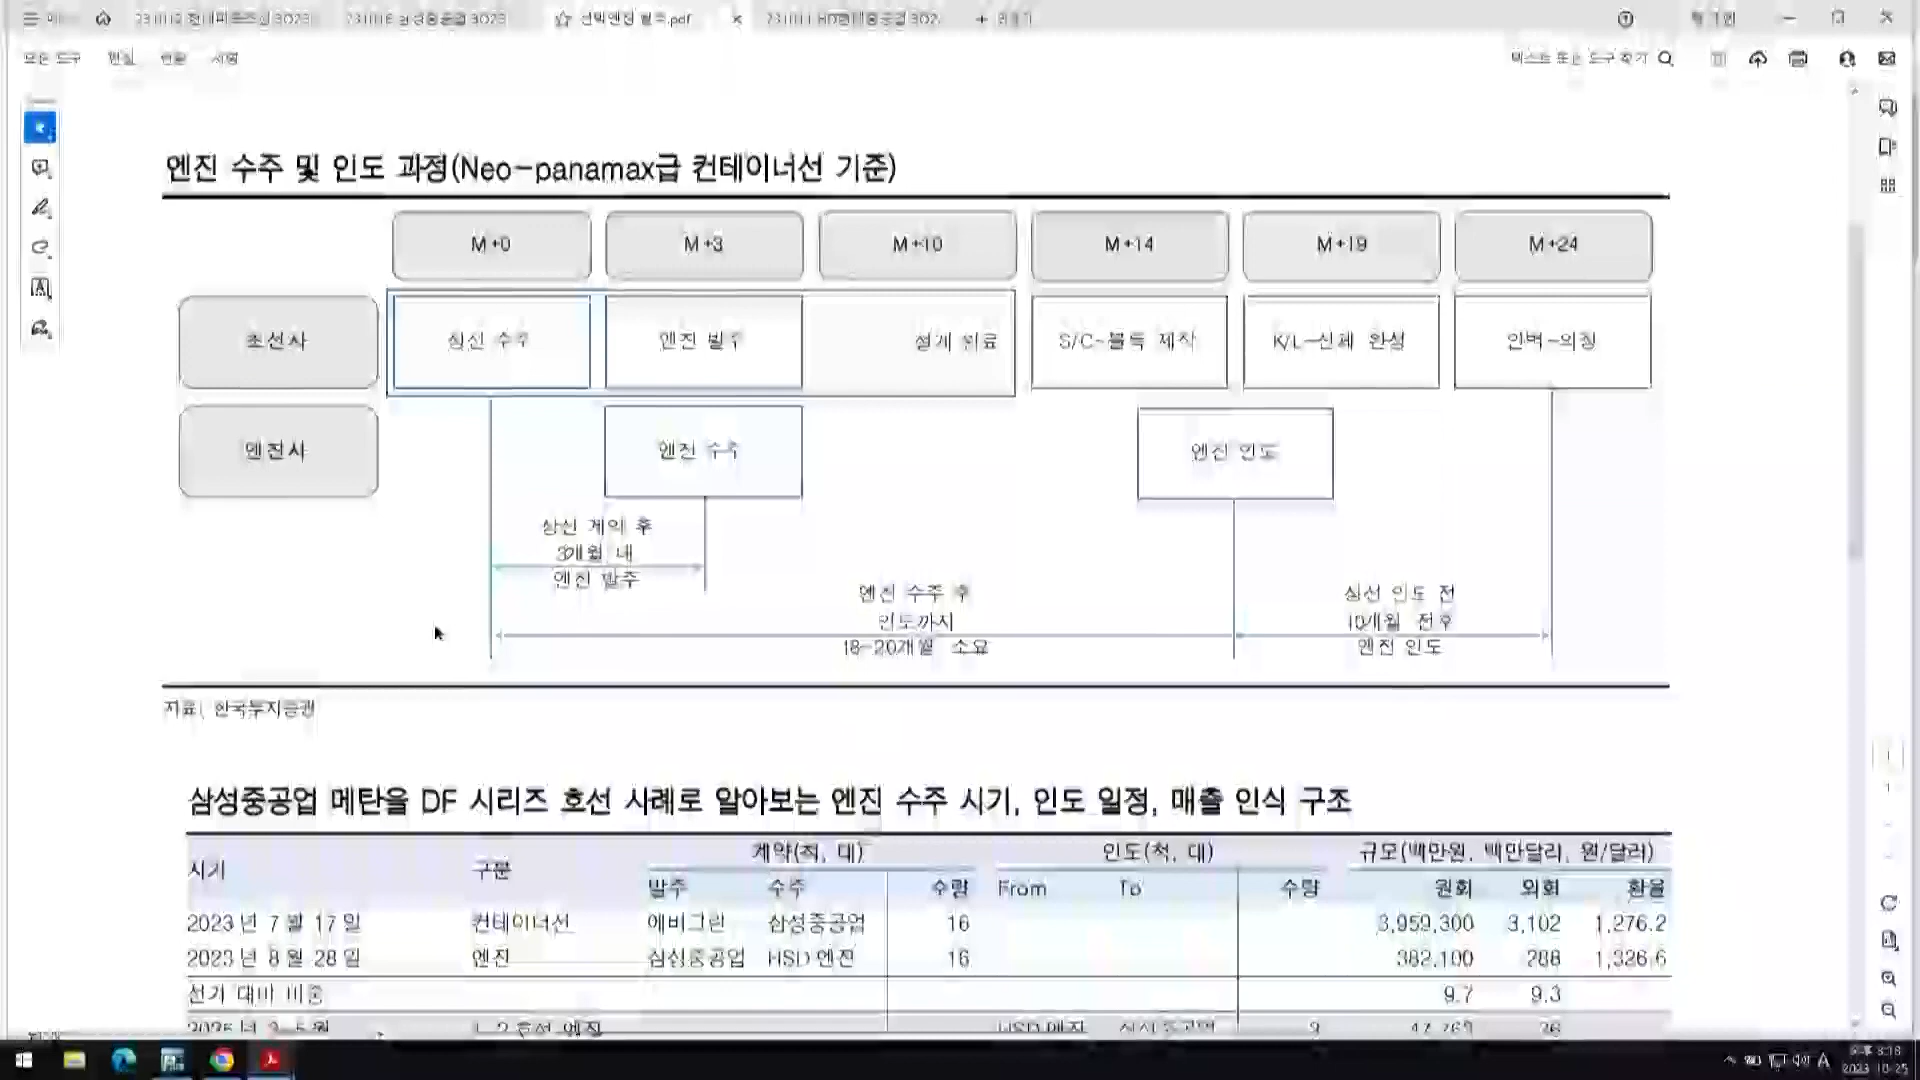 선박엔진 발주.pdf
엔진 수주 및 인도 과정(Neo-panamax급 컨테이너선 기준)
M+0 M+3 M+10 M+14 M+19 M+24
조선사 상선 수주 엔진 발주 설계 완료 S/C-블록 제작 K/L-선체 완성 안벽-의장
엔진사 엔진 수주 엔진 인도
상선 계약 후
3개월 내
엔진 발주
엔진 수주 후
인도까지
18-20개월 소요
상선 인도 전
10개월 전후
엔진 인도
자료: 한국투자증권
삼성중공업 메탄올 DF 시리즈 호선 사례로 알아보는 엔진 수주 시기, 인도 일정, 매출 인식 구조
시기 구분 계약(척, 대) 인도(척, 대) 규모(백만원, 백만달러, 원/달러)
발주 수주 수량 From To 수량 원화 외화 환율
2023년 7월 17일 컨테이너선 에버그린 삼성중공업 16 3,959,300 3,102 1,276.2
2023년 8월 28일 엔진 삼성중공업 HSD엔진 16 382,100 288 1,326.6
선가 대비 비중 9.7 9.3
2023-10-25